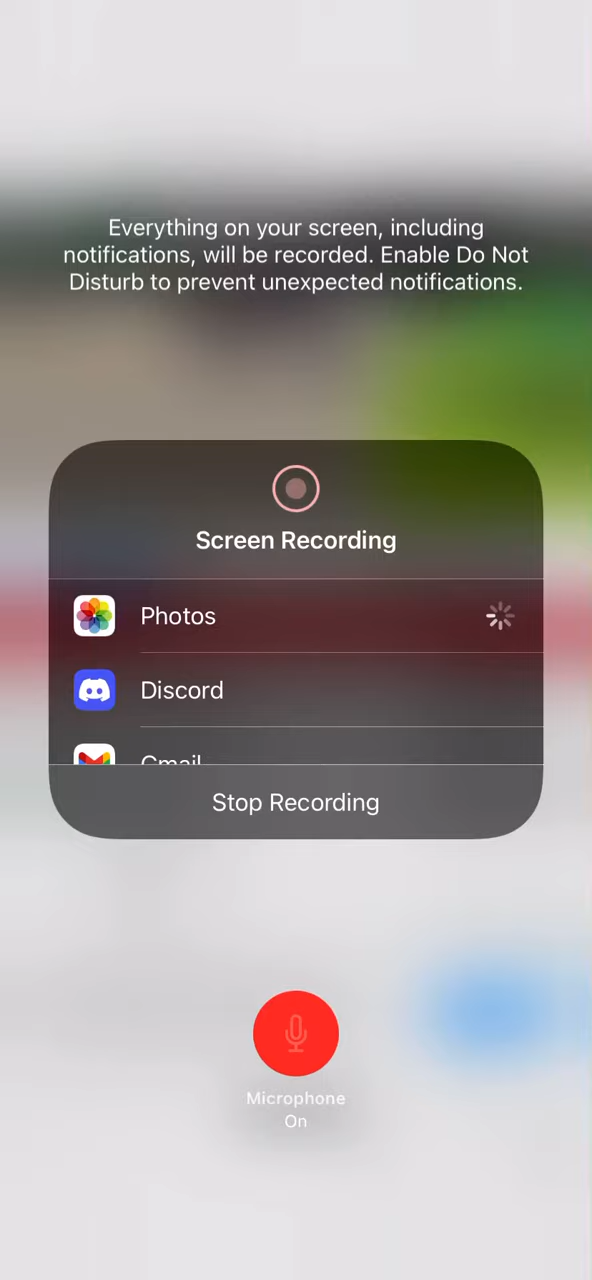 Everything on your screen, including
notifications, will be recorded. Enable Do Not
Disturb to prevent unexpected notifications.
Screen Recording
Photos
Discord
Gmail
Stop Recording
Microphone
On